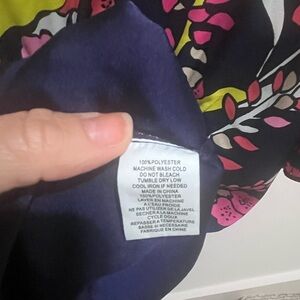 100%POLYESTER
MACHINE WASH COLD
DO NOT BLEACH
TUMBLE DRY LOW
COOL IRON IF NEEDED
MADE IN CHINA
100%POLYESTER
LAVER EN MACHINE
A L'EAU FROIDE
NE PAS UTILIZER DE LA JAVEL
SECHER A LA MACHINE
CYCLE DOUX
REPASSER A TEMPERATURE
BASSE SI NECESSAIRE
FABRIQUE EN CHINE